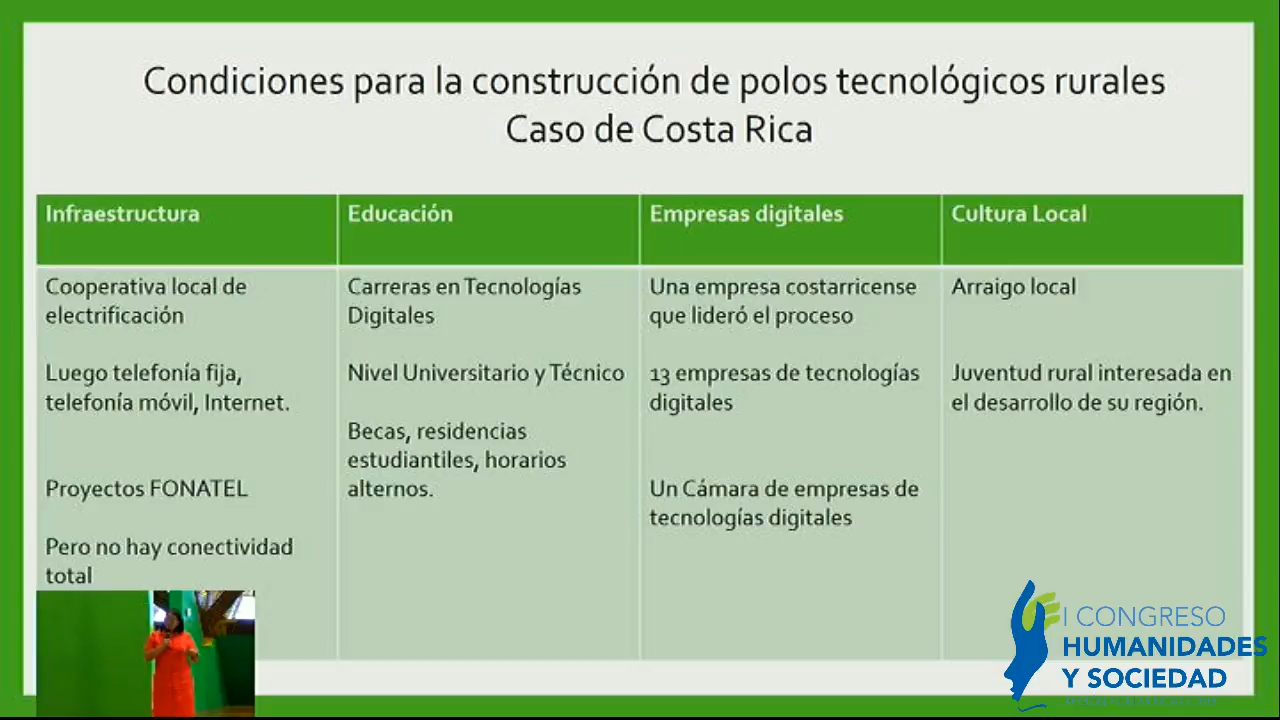 Condiciones para la construcción de polos tecnológicos rurales
Caso de Costa Rica
Infraestructura
Cooperativa local de
electrificación
Luego telefonía fija,
telefonía móvil, Internet.
Proyectos FONATEL
Pero no hay conectividad
total
Educación
Carreras en Tecnologías
Digitales
Nivel Universitario y Técnico
Becas, residencias
estudiantiles, horarios
alternos.
Empresas digitales
Una empresa costarricense
que lideró el proceso
13 empresas de tecnologías
digitales
Un Cámara de empresas de
tecnologías digitales
Cultura Local
Arraigo local
Juventud rural interesada en
el desarrollo de su región.
I CONGRESO
HUMANIDADES
Y SOCIEDAD